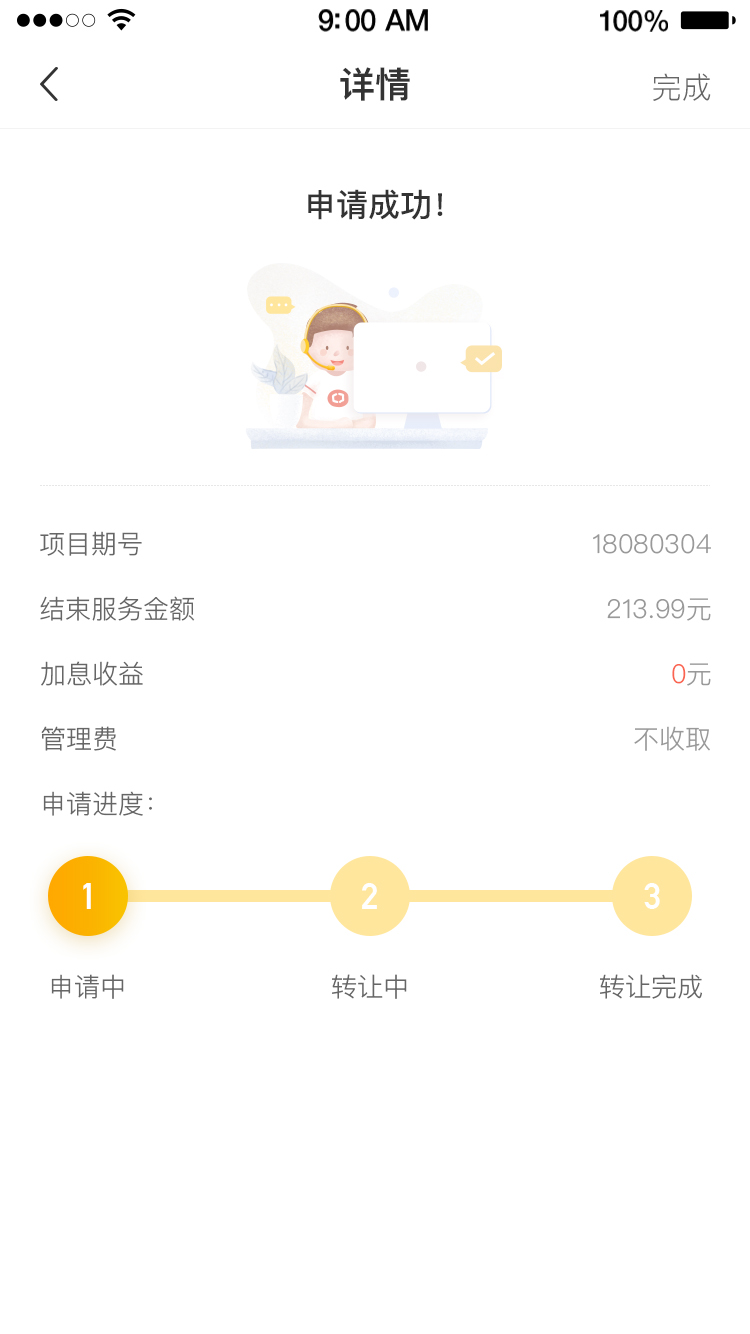 9:00 AM 100%
详情 完成
申请成功!
项目期号 18080304
结束服务金额 213.99元
加息收益 0元
管理费 不收取
申请进度:
1 2 3
申请中 转让中 转让完成